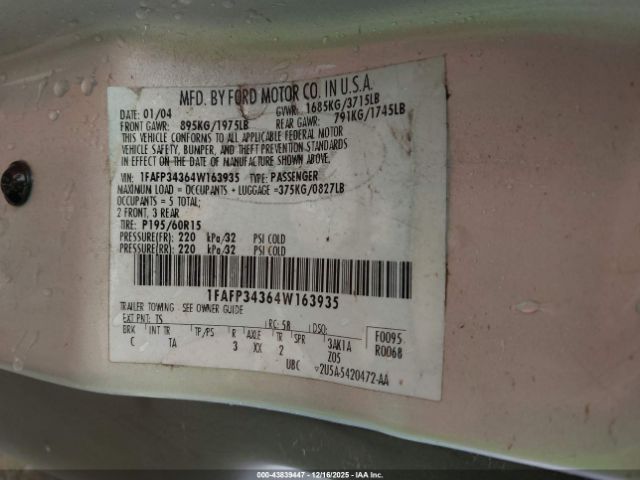 MFD. BY FORD MOTOR CO. IN U.S.A.
DATE: 01/04 GVWR: 1685KG/3715LB
FRONT GAWR: 895KG/1975LB REAR GAWR: 791KG/1745LB
THIS VEHICLE CONFORMS TO ALL APPLICABLE FEDERAL MOTOR
VEHICLE SAFETY, BUMPER, AND THEFT PREVENTION STANDARDS
IN EFFECT ON THE DATE OF MANUFACTURE SHOWN ABOVE.
VIN: 1FAFP34364W163935 TYPE: PASSENGER
MAXIMUM LOAD = OCCUPANTS + LUGGAGE = 375KG/0827LB
OCCUPANTS = 5 TOTAL;
2 FRONT, 3 REAR
TIRE: P195/60R15
PRESSURE(FR): 220 kPa/32 PSI COLD
PRESSURE(RR): 220 kPa/32 PSI COLD
1FAFP34364W163935
TRAILER TOWING - SEE OWNER GUIDE
EXT PNT: TS RC: 58 DSO: F0095
BRK INT TR TP/PS R AXLE TR SPR 3AK1A R0068
C TA 3 XX 2 Z05
UBC ▽2U5A-5420472-AA
00-43839447 - 12/16/2025 - IAA Inc.